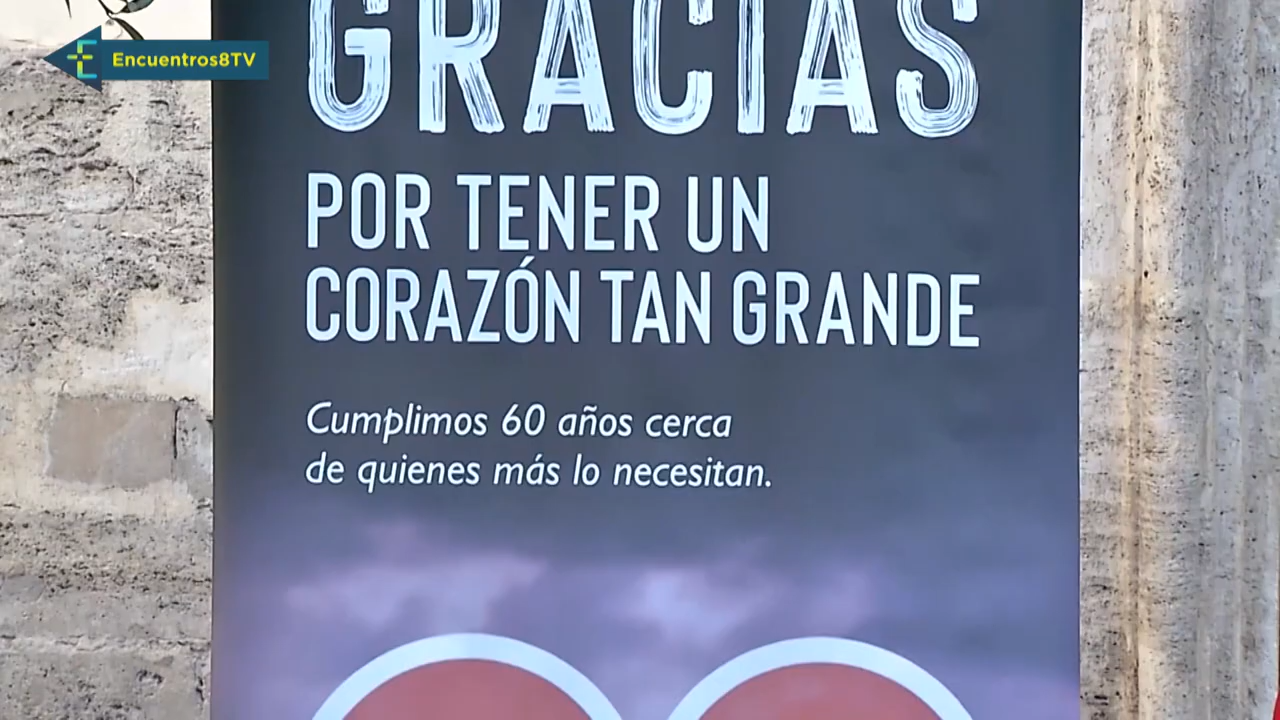 Encuentros8TV
GRACIAS
POR TENER UN
CORAZÓN TAN GRANDE
Cumplimos 60 años cerca
de quienes más lo necesitan.